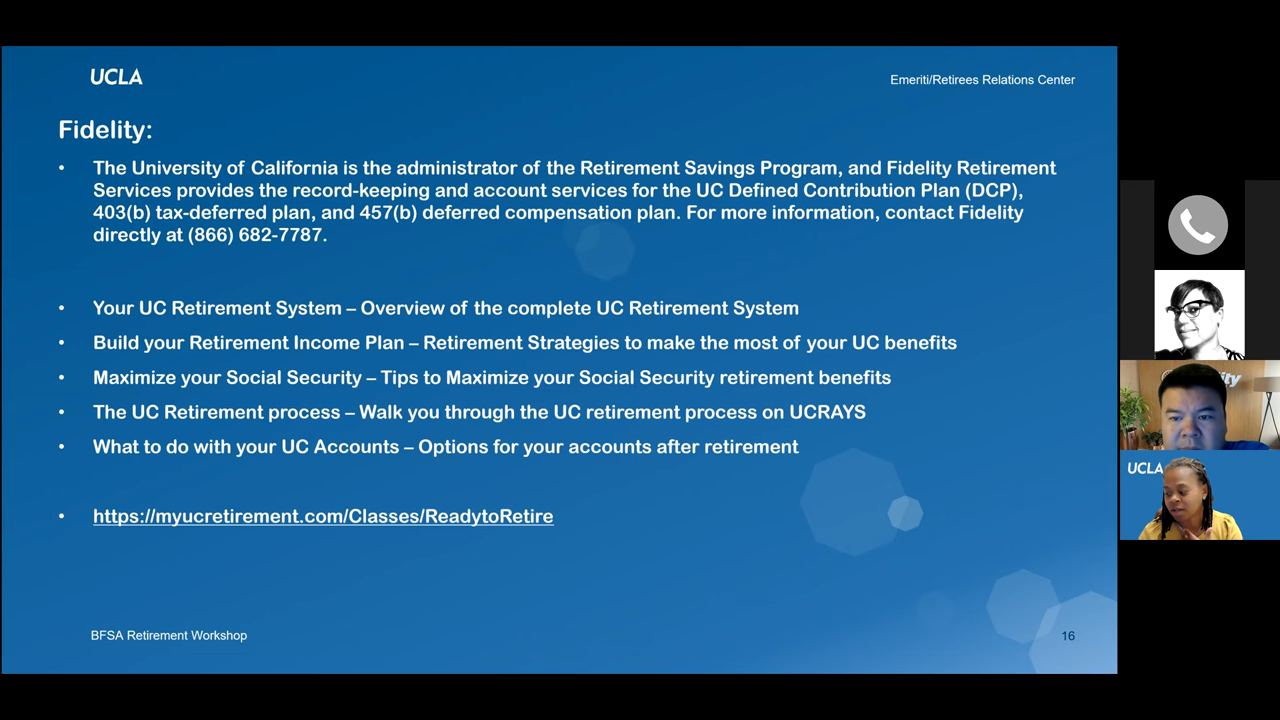 UCLA
Emeriti/Retirees Relations Center
Fidelity:
• The University of California is the administrator of the Retirement Savings Program, and Fidelity Retirement
Services provides the record-keeping and account services for the UC Defined Contribution Plan (DCP),
403(b) tax-deferred plan, and 457(b) deferred compensation plan. For more information, contact Fidelity
directly at (866) 682-7787.
• Your UC Retirement System – Overview of the complete UC Retirement System
• Build your Retirement Income Plan – Retirement Strategies to make the most of your UC benefits
• Maximize your Social Security – Tips to Maximize your Social Security retirement benefits
• The UC Retirement process – Walk you through the UC retirement process on UCRAYS
• What to do with your UC Accounts – Options for your accounts after retirement
• https://myucretirement.com/Classes/ReadytoRetire
BFSA Retirement Workshop
16
UCLA